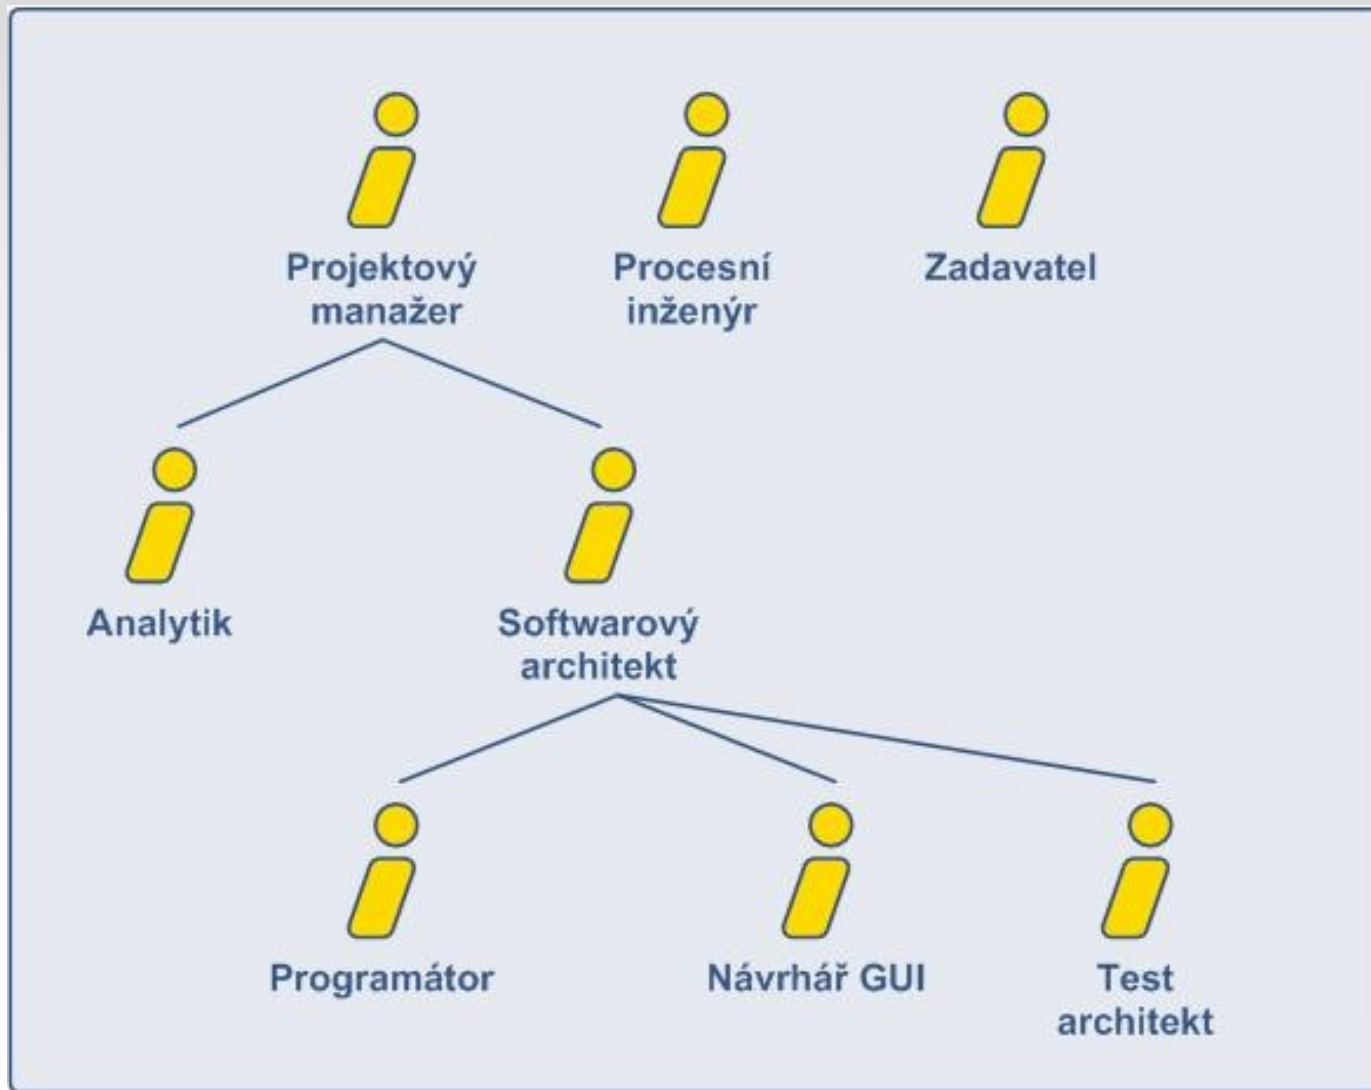 Projektový
manažer
Procesní
inženýr
Zadavatel
Analytik
Softwarový
architekt
Programátor
Návrhář GUI
Test
architekt